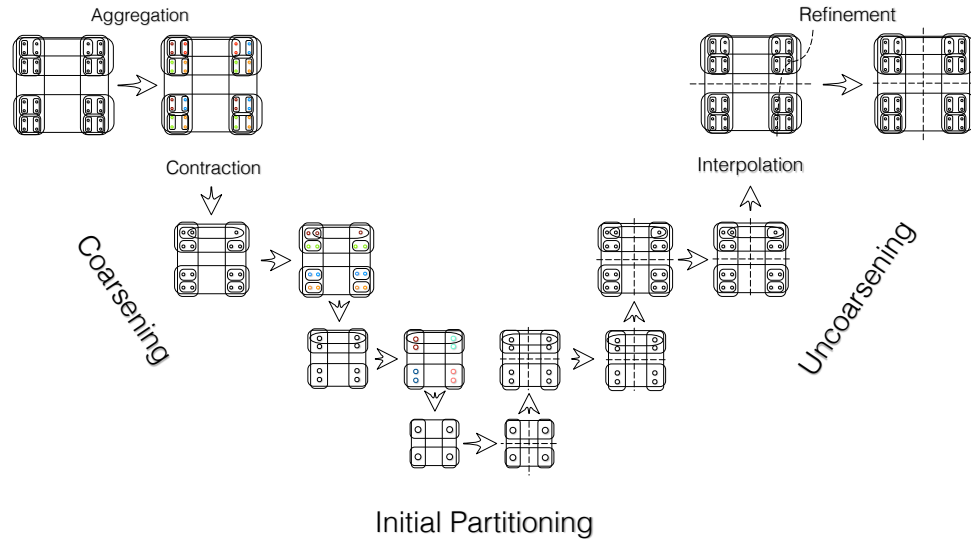 Aggregation
Refinement
Contraction
Interpolation
Coarsening
Uncoarsening
Initial Partitioning